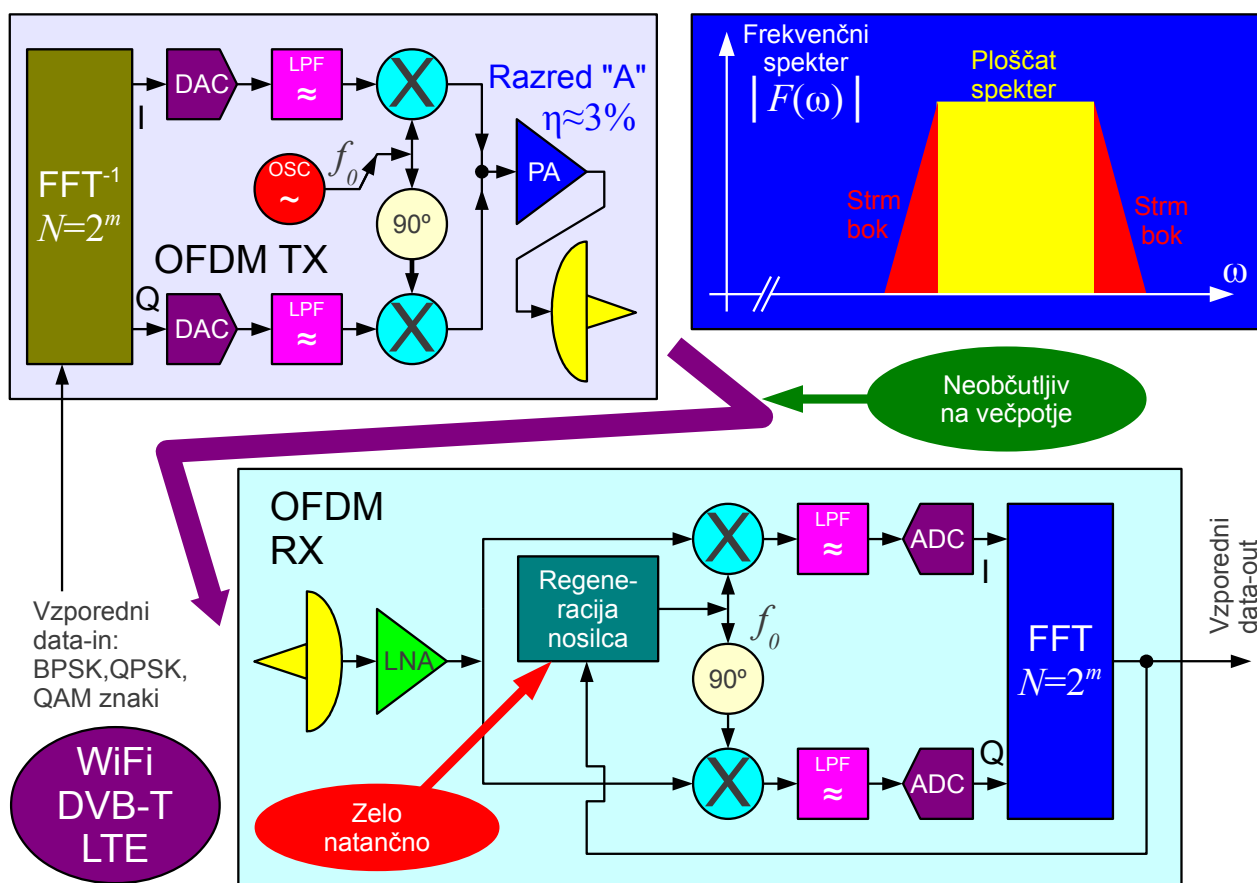 DAC
LPF
≈
X
I
Razred "A"
η≈3%
FFT⁻¹
N=2ᵐ
OSC
~
f₀
PA
90º
OFDM TX
Q
DAC
LPF
≈
X
Frekvenčni
spekter
|F(ω)|
Ploščat
spekter
Strm
bok
Strm
bok
ω
Neobčutljiv
na večpotje
Vzporedni
data-in:
BPSK,QPSK,
QAM znaki
WiFi
DVB-T
LTE
OFDM
RX
LNA
Regene-
racija
nosilca
X
LPF
≈
ADC
I
f₀
90º
FFT
N=2ᵐ
X
LPF
≈
ADC
Q
Zelo
natančno
Vzporedni
data-out